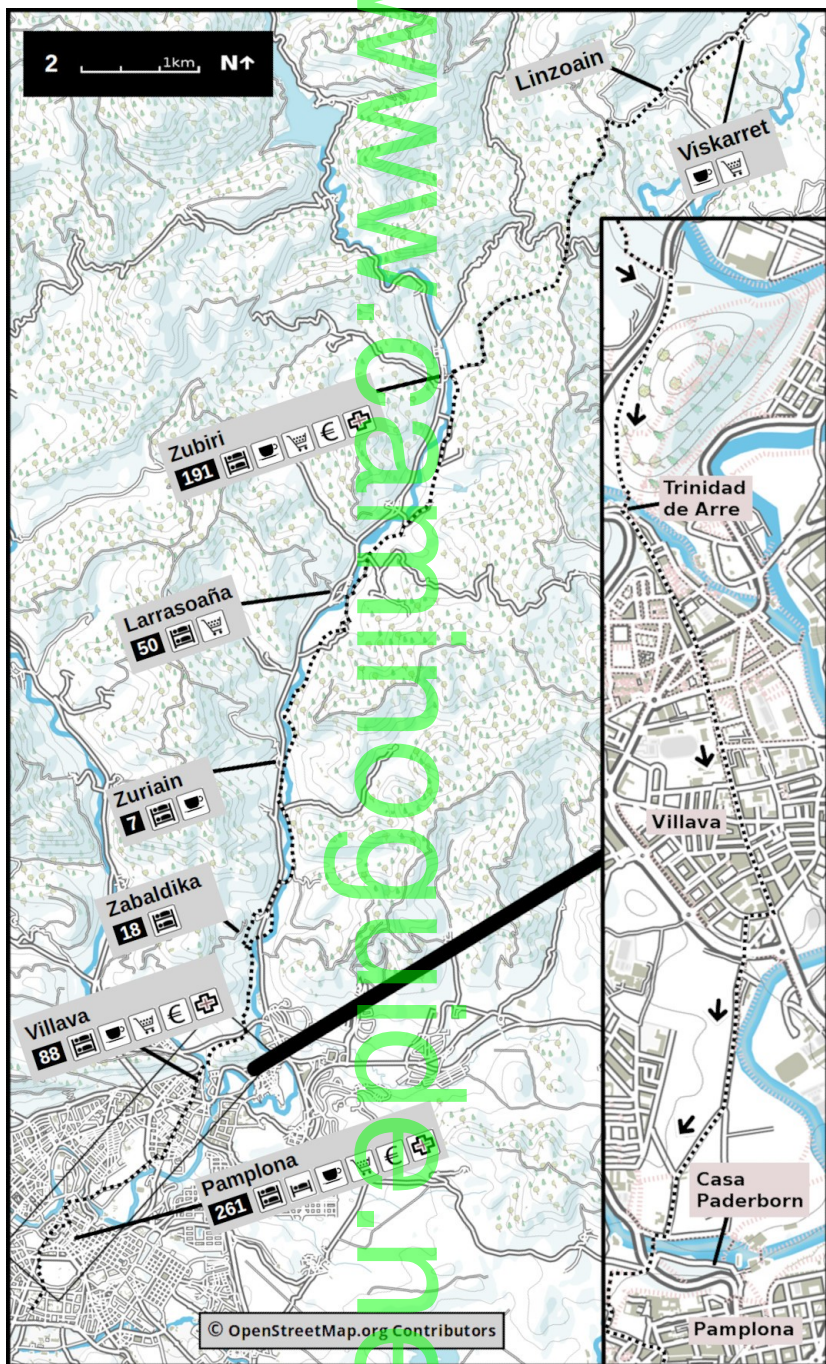 2
1km
N↑
Linzoain
Viskarret
Zubiri
191
€
Larrasoaña
50
Zuriain
7
Zabaldika
18
Villava
88
€
Pamplona
261
€
Trinidad
de Arre
Villava
Casa
Paderborn
Pamplona
© OpenStreetMap.org Contributors
www.caminoguide.ne